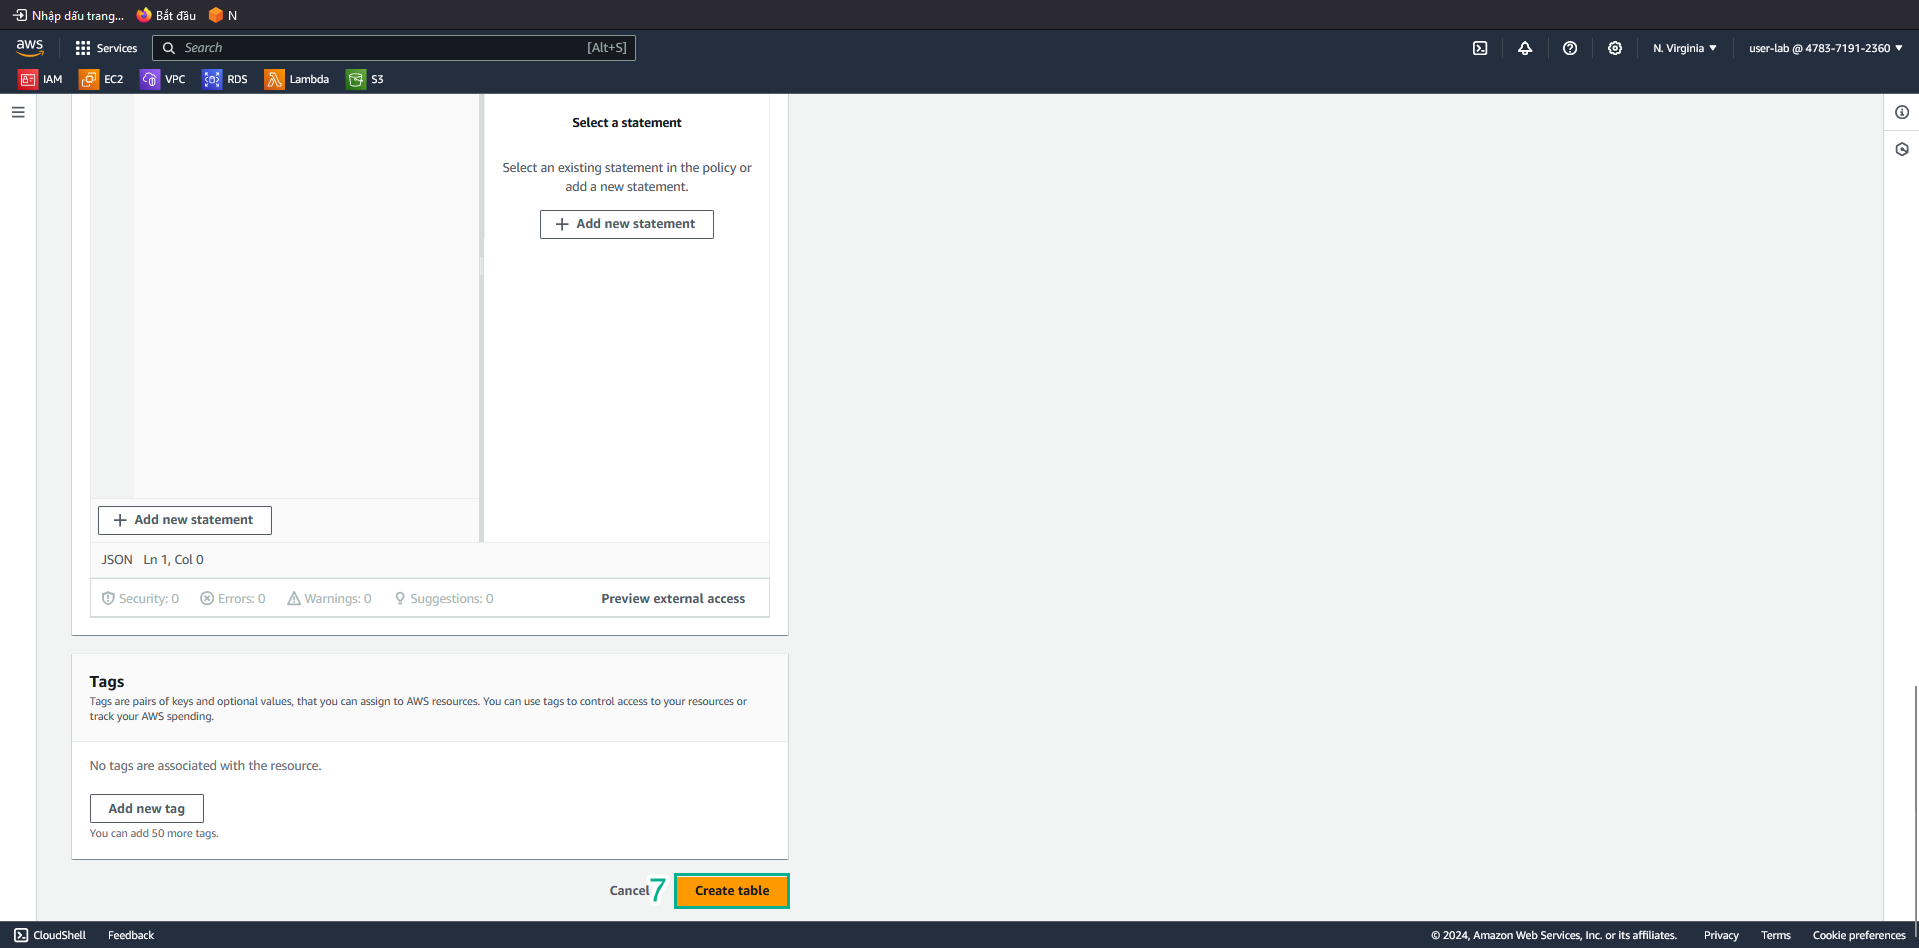 Nhập dấu trang...
Bắt đầu
N
aws
Services
Search
[Alt+S]
N. Virginia
user-lab @ 4783-7191-2360
IAM
EC2
VPC
RDS
Lambda
S3
Select a statement
Select an existing statement in the policy or
add a new statement.
Add new statement
Add new statement
JSON Ln 1, Col 0
Security: 0
Errors: 0
Warnings: 0
Suggestions: 0
Preview external access
Tags
Tags are pairs of keys and optional values, that you can assign to AWS resources. You can use tags to control access to your resources or
track your AWS spending.
No tags are associated with the resource.
Add new tag
You can add 50 more tags.
Cancel
7
Create table
CloudShell
Feedback
© 2024, Amazon Web Services, Inc. or its affiliates.
Privacy
Terms
Cookie preferences